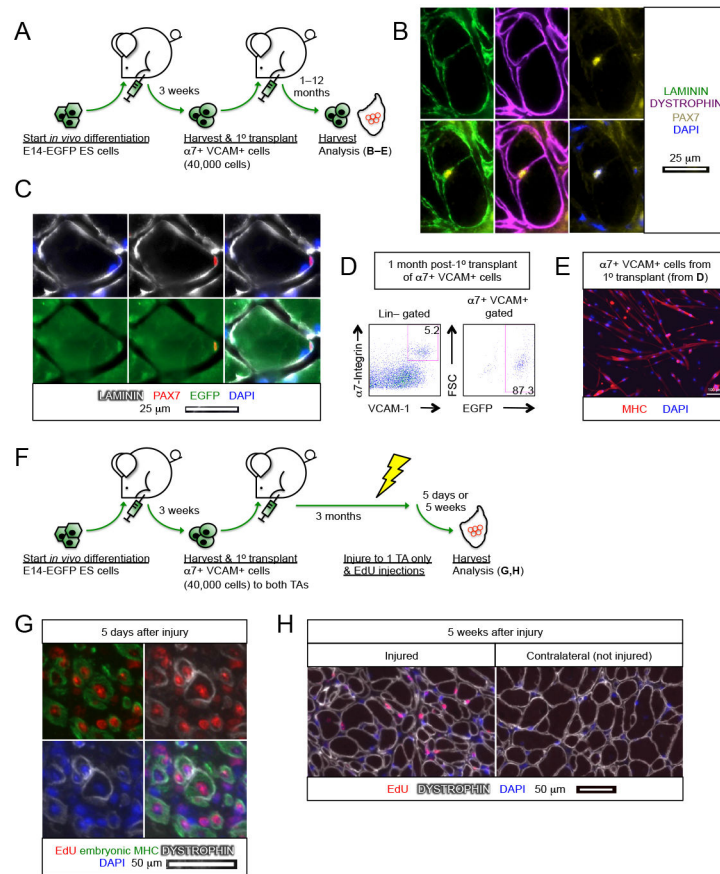 A
3 weeks
1–12
months
Start in vivo differentiation
E14-EGFP ES cells
Harvest & 1º transplant
α7+ VCAM+ cells
(40,000 cells)
Harvest
Analysis (B–E)
B
LAMININ
DYSTROPHIN
PAX7
DAPI
25 µm
C
LAMININ PAX7 EGFP DAPI
25 µm
D
1 month post-1º transplant
of α7+ VCAM+ cells
Lin– gated
α7+ VCAM+
gated
5.2
α7-Integrin
VCAM-1
FSC
87.3
EGFP
E
α7+ VCAM+ cells from
1º transplant (from D)
MHC DAPI
F
3 weeks
3 months
5 days or
5 weeks
Start in vivo differentiation
E14-EGFP ES cells
Harvest & 1º transplant
α7+ VCAM+ cells
(40,000 cells) to both TAs
Injure to 1 TA only
& EdU injections
Harvest
Analysis (G,H)
G
5 days after injury
EdU embryonic MHC DYSTROPHIN
DAPI 50 µm
H
5 weeks after injury
Injured
Contralateral (not injured)
EdU DYSTROPHIN DAPI 50 µm